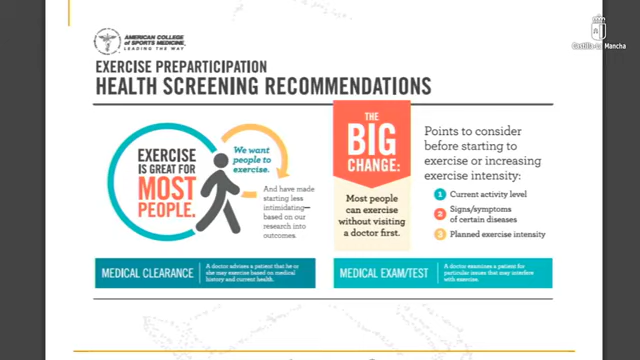 AMERICAN COLLEGE
of SPORTS MEDICINE
LEADING THE WAY
Castilla-La Mancha
EXERCISE PREPARTICIPATION
HEALTH SCREENING RECOMMENDATIONS
EXERCISE
IS GREAT FOR
MOST
PEOPLE.
We want
people to
exercise.
And have made
starting less
intimidating—
based on our
research into
outcomes.
THE
BIG
CHANGE:
Most people
can exercise
without visiting
a doctor first.
Points to consider
before starting to
exercise or increasing
exercise intensity:
1 Current activity level
2 Signs/symptoms
of certain diseases
3 Planned exercise intensity
MEDICAL CLEARANCE
A doctor advises a patient that he or
she may exercise based on medical
history and current health.
MEDICAL EXAM/TEST
A doctor examines a patient for
particular issues that may interfere
with exercise.